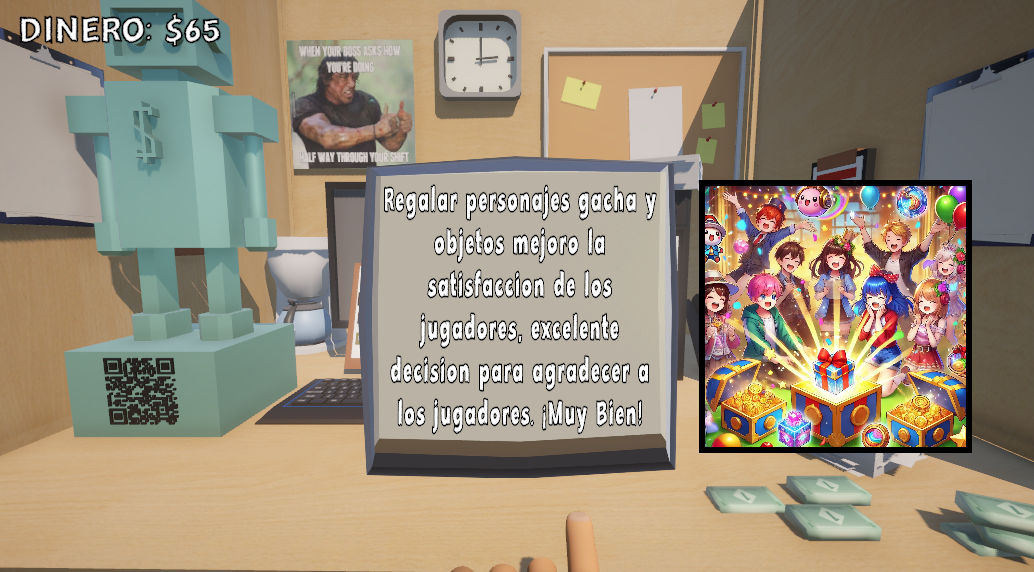 DINERO: $65
$
WHEN YOUR BOSS ASKS HOW
YOU'RE DOING
HALF WAY THROUGH YOUR SHIFT
Regalar personajes gacha y
objetos mejoro la
satisfaccion de los
jugadores, excelente
decision para agradecer a
los jugadores. ¡Muy Bien!